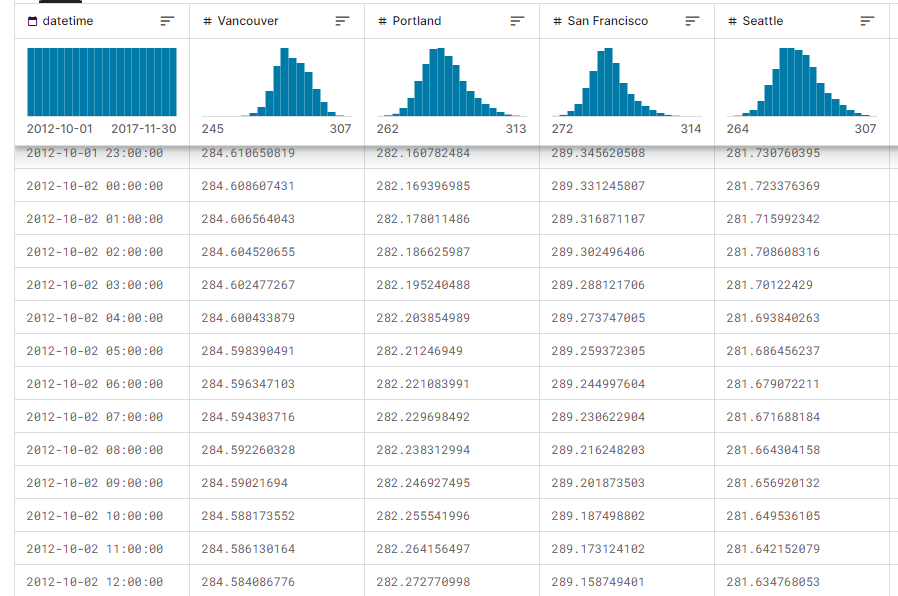 datetime # Vancouver # Portland # San Francisco # Seattle
2012-10-01 2017-11-30 245 307 262 313 272 314 264 307
2012-10-01 23:00:00 284.610650819 282.160782484 289.345620508 281.730760395
2012-10-02 00:00:00 284.608607431 282.169396985 289.331245807 281.723376369
2012-10-02 01:00:00 284.606564043 282.178011486 289.316871107 281.715992342
2012-10-02 02:00:00 284.604520655 282.186625987 289.302496406 281.708608316
2012-10-02 03:00:00 284.602477267 282.195240488 289.288121706 281.70122429
2012-10-02 04:00:00 284.600433879 282.203854989 289.273747005 281.693840263
2012-10-02 05:00:00 284.598390491 282.21246949 289.259372305 281.686456237
2012-10-02 06:00:00 284.596347103 282.221083991 289.244997604 281.679072211
2012-10-02 07:00:00 284.594303716 282.229698492 289.230622904 281.671688184
2012-10-02 08:00:00 284.592260328 282.238312994 289.216248203 281.664304158
2012-10-02 09:00:00 284.59021694 282.246927495 289.201873503 281.656920132
2012-10-02 10:00:00 284.588173552 282.255541996 289.187498802 281.649536105
2012-10-02 11:00:00 284.586130164 282.264156497 289.173124102 281.642152079
2012-10-02 12:00:00 284.584086776 282.272770998 289.158749401 281.634768053